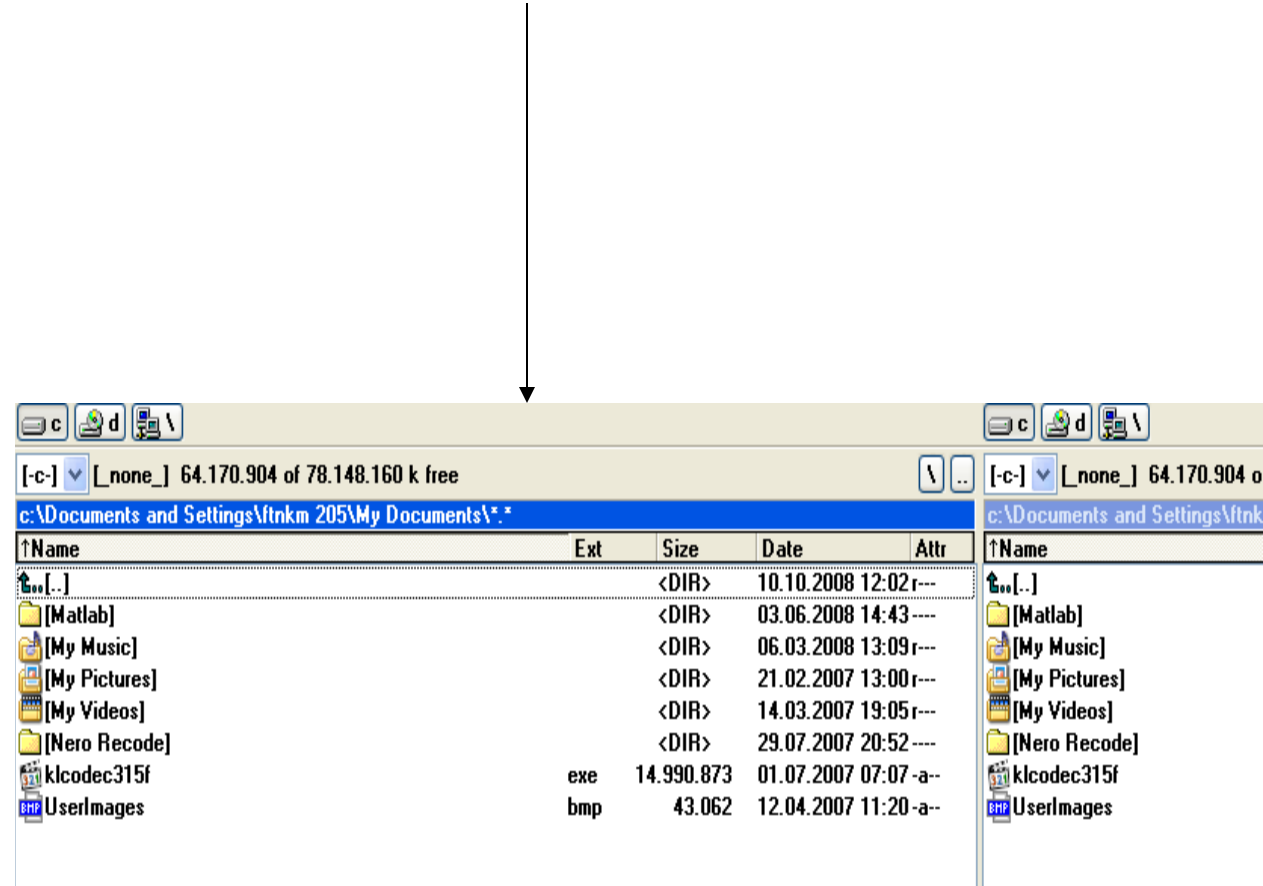 c d \ c d \
[-c-] [_none_] 64.170.904 of 78.148.160 k free \ .. [-c-] [_none_] 64.170.904 o
c:\Documents and Settings\ftnkm 205\My Documents\*.* c:\Documents and Settings\ftnk
↑Name Ext Size Date Attr ↑Name
[..] <DIR> 10.10.2008 12:02 r--- [..]
[Matlab] <DIR> 03.06.2008 14:43 ---- [Matlab]
[My Music] <DIR> 06.03.2008 13:09 r--- [My Music]
[My Pictures] <DIR> 21.02.2007 13:00 r--- [My Pictures]
[My Videos] <DIR> 14.03.2007 19:05 r--- [My Videos]
[Nero Recode] <DIR> 29.07.2007 20:52 ---- [Nero Recode]
321 klcodec315f exe 14.990.873 01.07.2007 07:07 -a-- 321 klcodec315f
BMP UserImages bmp 43.062 12.04.2007 11:20 -a-- BMP UserImages